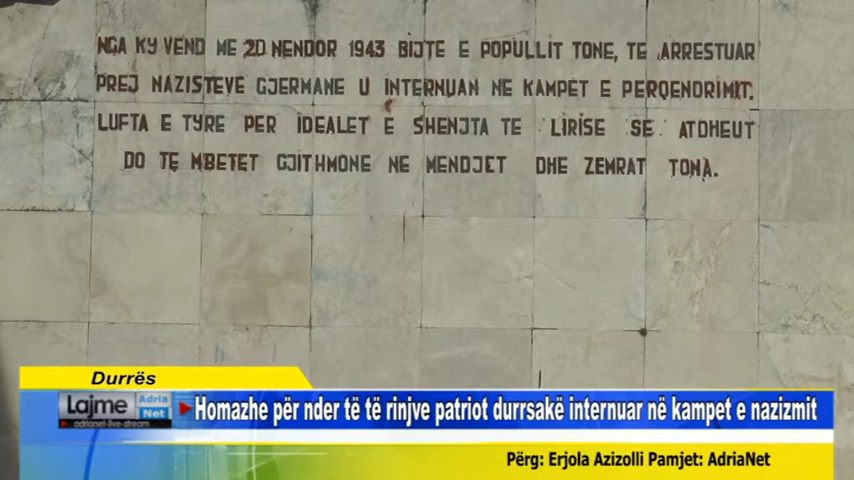 NGA KY VEND ME 20 NENDOR 1943 BIJTE E POPULLIT TONE, TE ARRESTUAR
PREJ NAZISTEVE GJERMANE U INTERNUAN NE KAMPET E PERQENDRIMIT.
LUFTA E TYRE PER IDEALET E SHENJTA TE LIRISE SE ATDHEUT
DO TE MBETET GJITHMONE NE MENDJET DHE ZEMRAT TONA.
Durrës
Lajme Adria Net
adrianet-live-stream
Homazhe për nder të të rinjve patriot durrsakë internuar në kampet e nazizmit
Përg: Erjola Azizolli Pamjet: AdriaNet